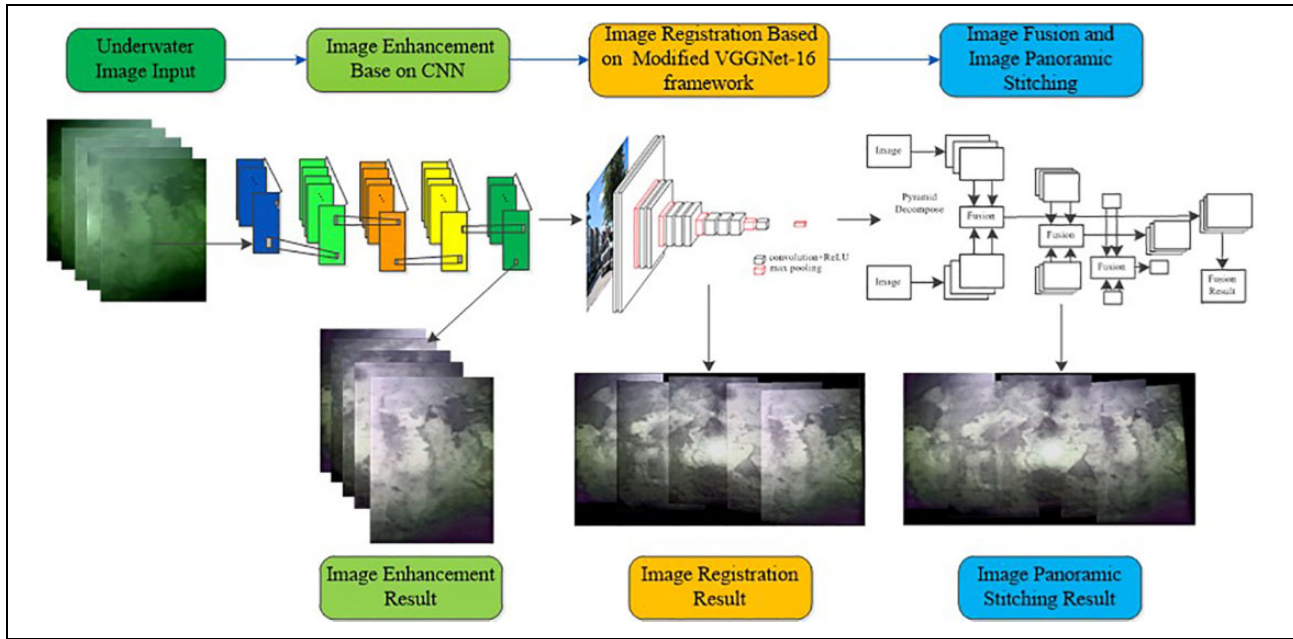 Underwater
Image Input
Image Enhancement
Base on CNN
Image Registration Based
on Modified VGGNet-16
framework
Image Fusion and
Image Panoramic
Stitching
Image
Pyramid
Decompose
Fusion
Fusion
Fusion
Image
Fusion
Result
convolution+ReLU
max pooling
Image Enhancement
Result
Image Registration
Result
Image Panoramic
Stitching Result